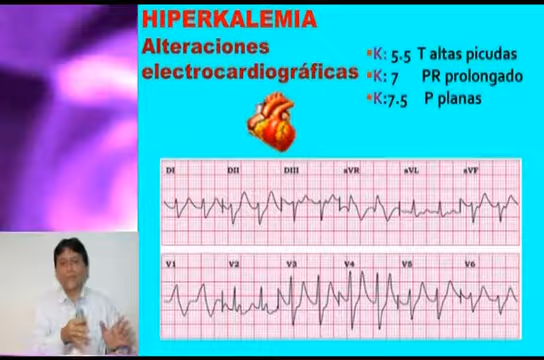 HIPERKALEMIA
Alteraciones
electrocardiográficas
K: 5.5 T altas picudas
K: 7 PR prolongado
K:7.5 P planas
DI DII DIII aVR aVL aVF
V1 V2 V3 V4 V5 V6